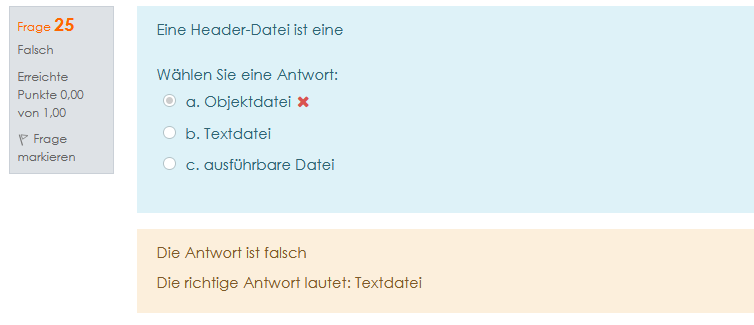 Frage 25
Falsch
Erreichte
Punkte 0,00
von 1,00
Frage
markieren
Eine Header-Datei ist eine
Wählen Sie eine Antwort:
a. Objektdatei
b. Textdatei
c. ausführbare Datei
Die Antwort ist falsch
Die richtige Antwort lautet: Textdatei